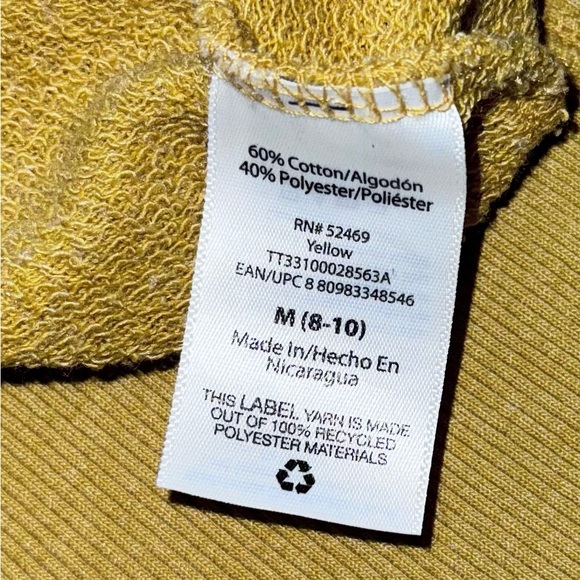 60% Cotton/Algodón
40% Polyester/Poliéster
RN# 52469
Yellow
TT33100028563A
EAN/UPC 8 80983348546
M (8-10)
Made In/Hecho En
Nicaragua
THIS LABEL YARN IS MADE
OUT OF 100% RECYCLED
POLYESTER MATERIALS